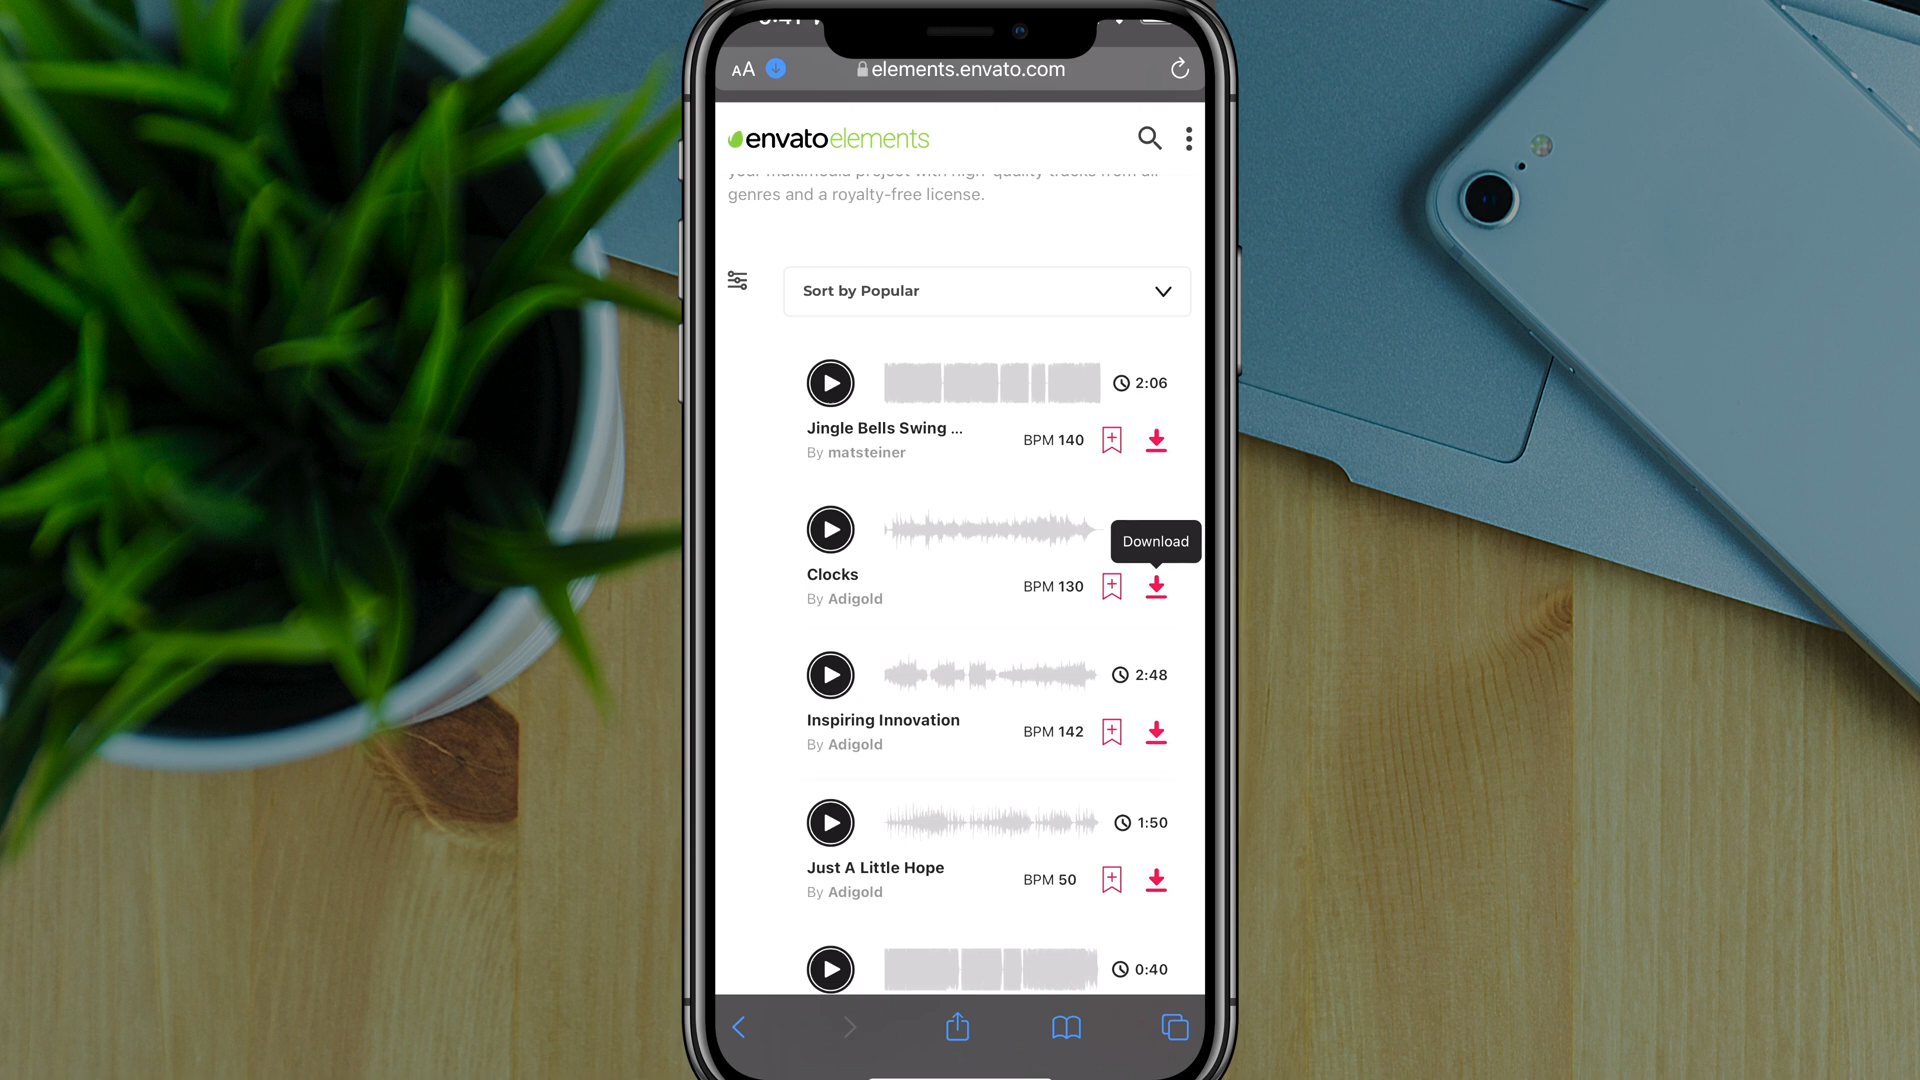 AA elements.envato.com
envatoelements
your multimedia project with high-quality tracks from all
genres and a royalty-free license.
Sort by Popular
2:06
Jingle Bells Swing ...
BPM 140
By matsteiner
Download
Clocks
BPM 130
By Adigold
2:48
Inspiring Innovation
BPM 142
By Adigold
1:50
Just A Little Hope
BPM 50
By Adigold
0:40